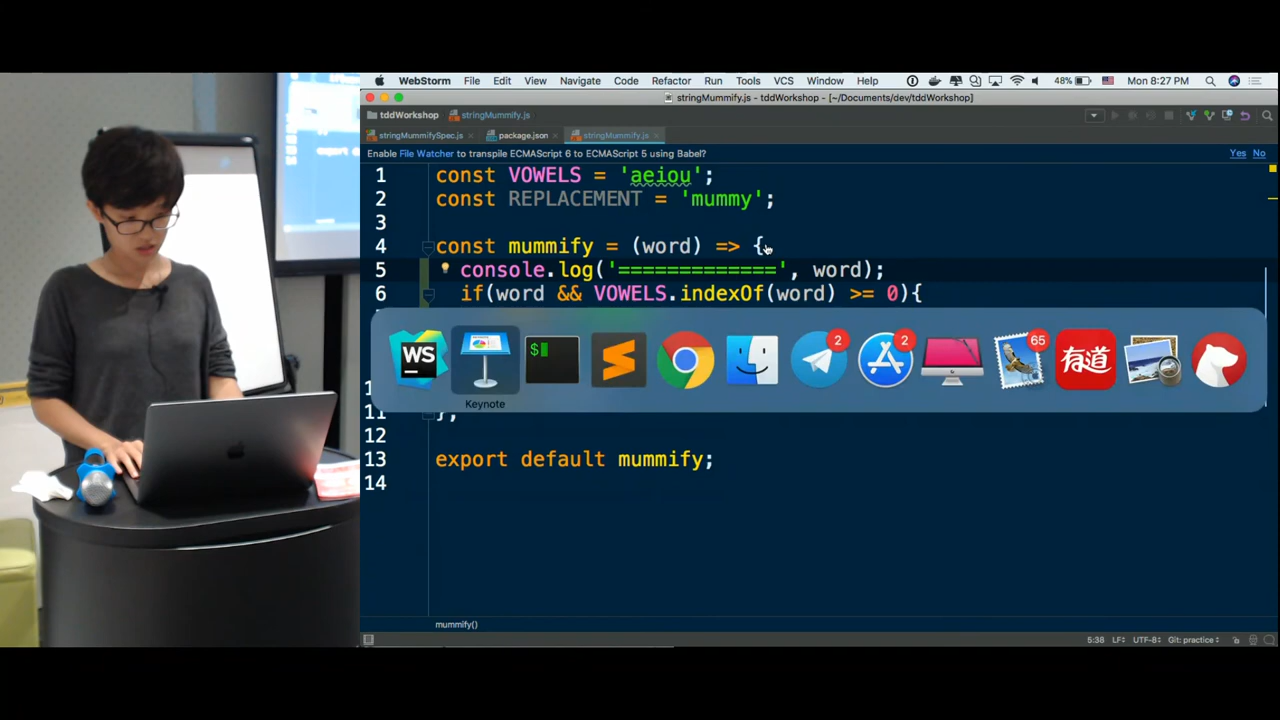 WebStorm File Edit View Navigate Code Refactor Run Tools VCS Window Help 48% Mon 8:27 PM
stringMummify.js - tddWorkshop - [~/Documents/dev/tddWorkshop]
tddWorkshop stringMummify.js
stringMummifySpec.js package.json stringMummify.js
Enable File Watcher to transpile ECMAScript 6 to ECMAScript 5 using Babel? Yes No
1 const VOWELS = 'aeiou';
2 const REPLACEMENT = 'mummy';
3
4 const mummify = (word) => {
5 console.log('=============', word);
6 if(word && VOWELS.indexOf(word) >= 0){
WS $ 2 2 65 有道
Keynote
11 };
12
13 export default mummify;
14
mummify()
5:38 LF UTF-8 Git: practice